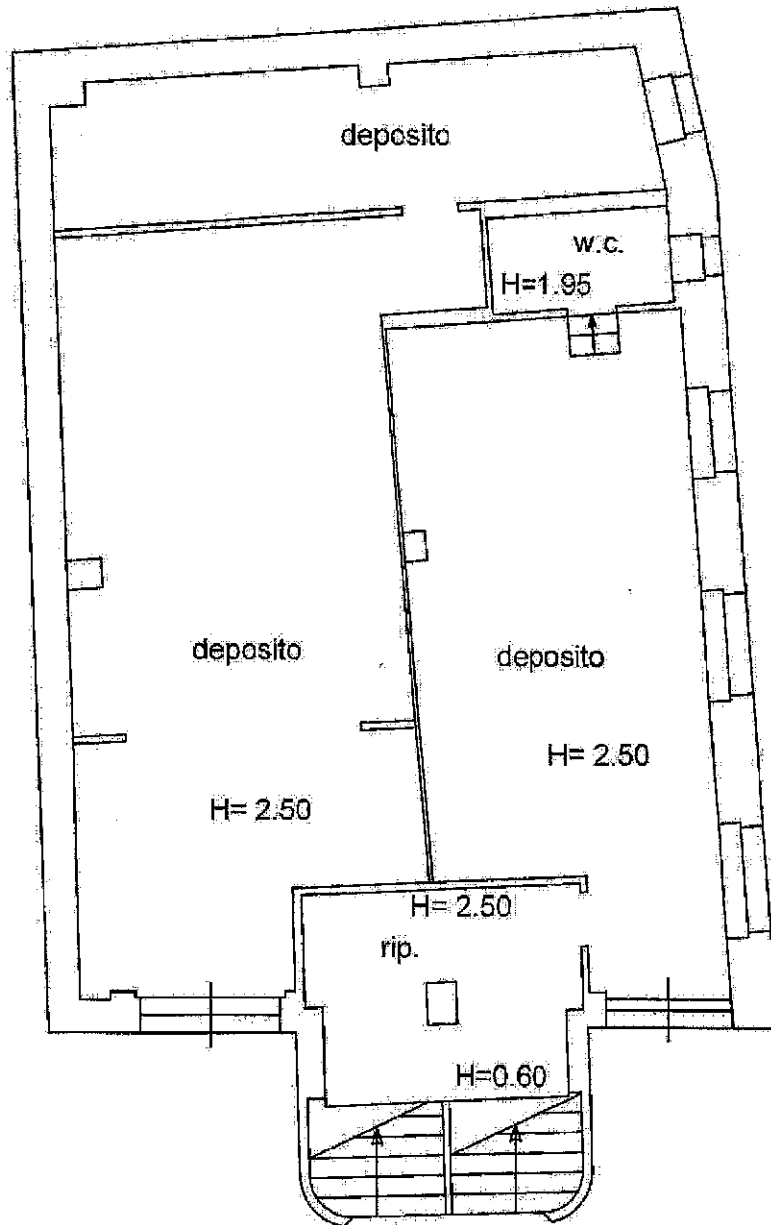 deposito
w.c.
H=1.95
deposito
deposito
H= 2.50
H= 2.50
H= 2.50
rip.
H=0.60